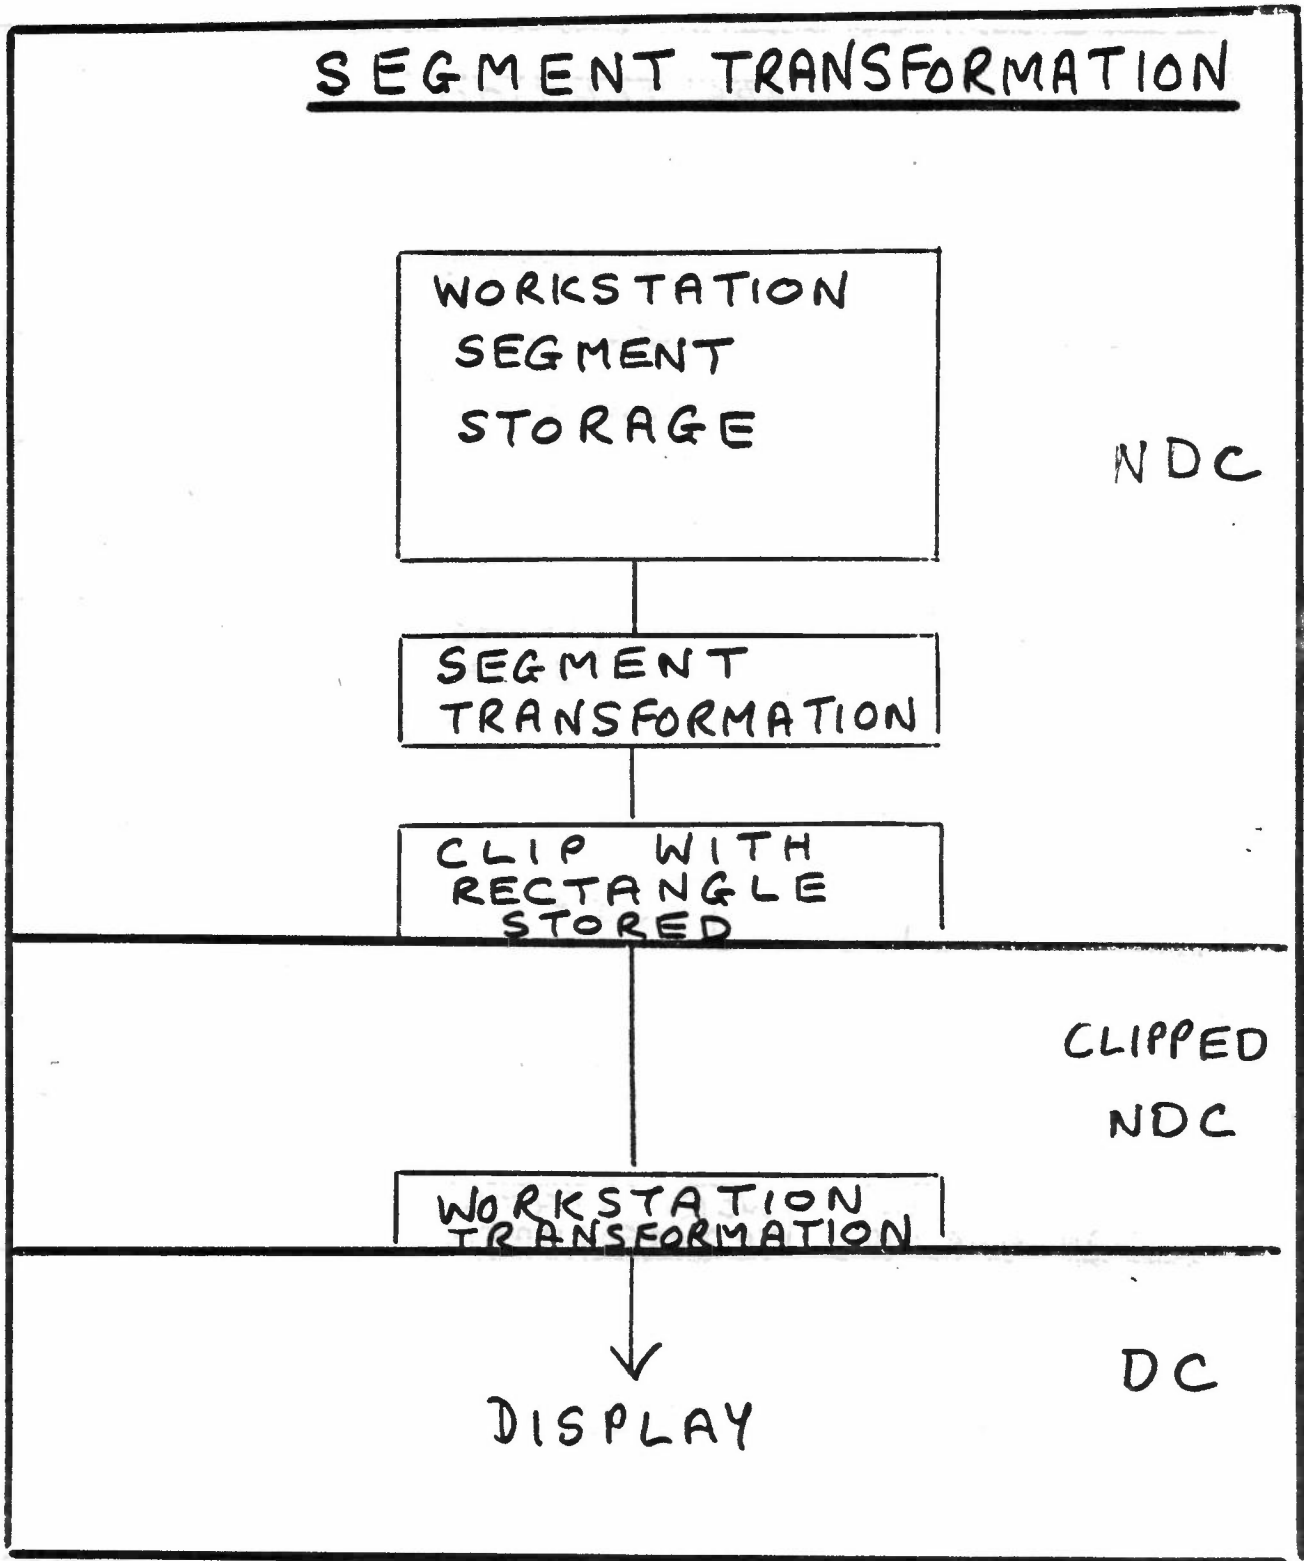 SEGMENT TRANSFORMATION
WORKSTATION
SEGMENT
STORAGE
NDC
SEGMENT
TRANSFORMATION
CLIP WITH
RECTANGLE
STORED
CLIPPED
NDC
WORKSTATION
TRANSFORMATION
DC
DISPLAY